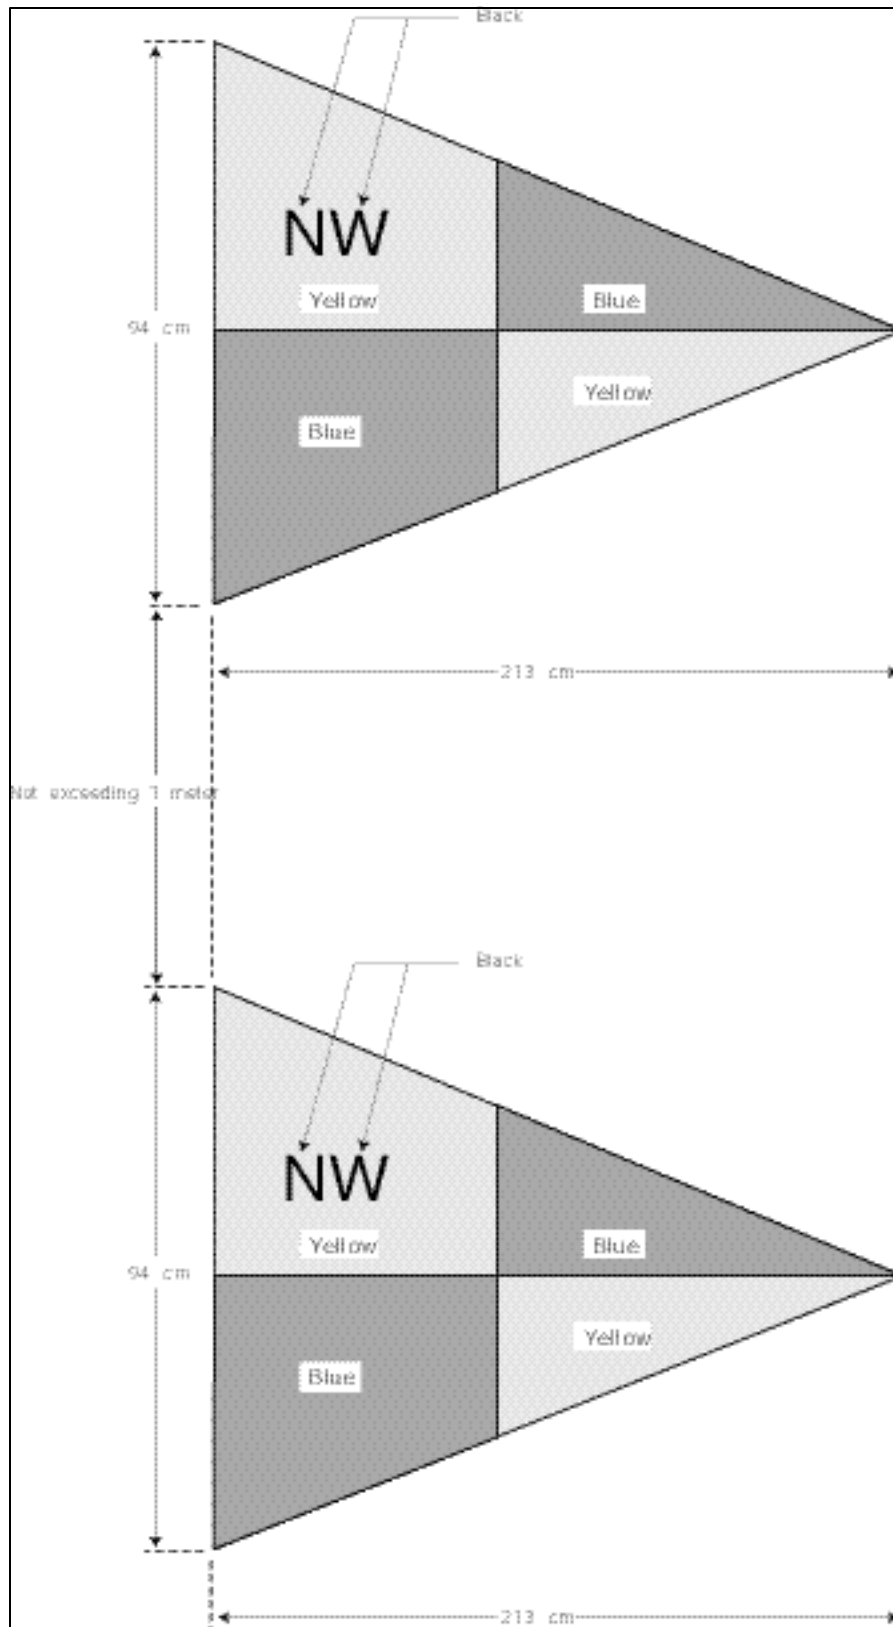 Black
NW
Yellow
Blue
94 cm
Yellow
Blue
213 cm
Not exceeding 1 meter
Black
NW
Yellow
Blue
94 cm
Yellow
Blue
213 cm